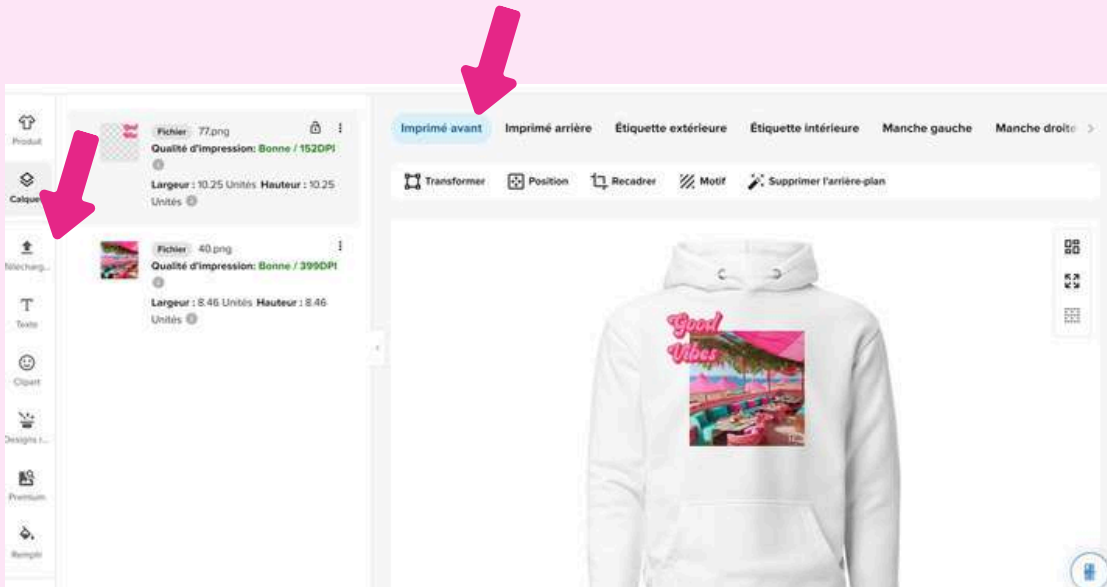 Produit
Calque
Télécharg...
Texte
Clipart
Designs r...
Premium
Remplir
Fichier 77.png
Qualité d'impression: Bonne / 152DPI
Largeur : 10.25 Unités Hauteur : 10.25
Unités
Fichier 40.png
Qualité d'impression: Bonne / 399DPI
Largeur : 8.46 Unités Hauteur : 8.46
Unités
Imprimé avant Imprimé arrière Étiquette extérieure Étiquette intérieure Manche gauche Manche droite
Transformer Position Recadrer Motif Supprimer l'arrière-plan
Good
Vibes